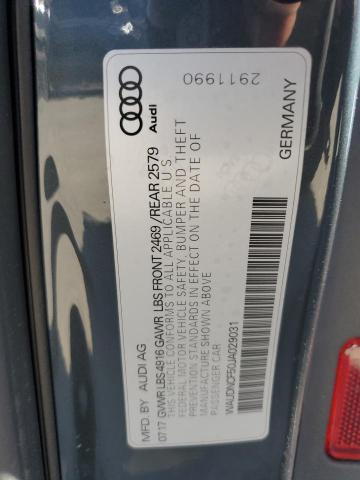 Audi
2911990
MFD. BY AUDI AG
GERMANY
0717 GVWR LBS 4916 GAWR LBS FRONT 2469 / REAR 2579
THIS VEHICLE CONFORMS TO ALL APPLICABLE U.S.
FEDERAL MOTOR VEHICLE SAFETY, BUMPER AND THEFT
PREVENTION STANDARDS IN EFFECT ON THE DATE OF
MANUFACTURE SHOWN ABOVE
PASSENGER CAR
WAUDNCF50JA029031